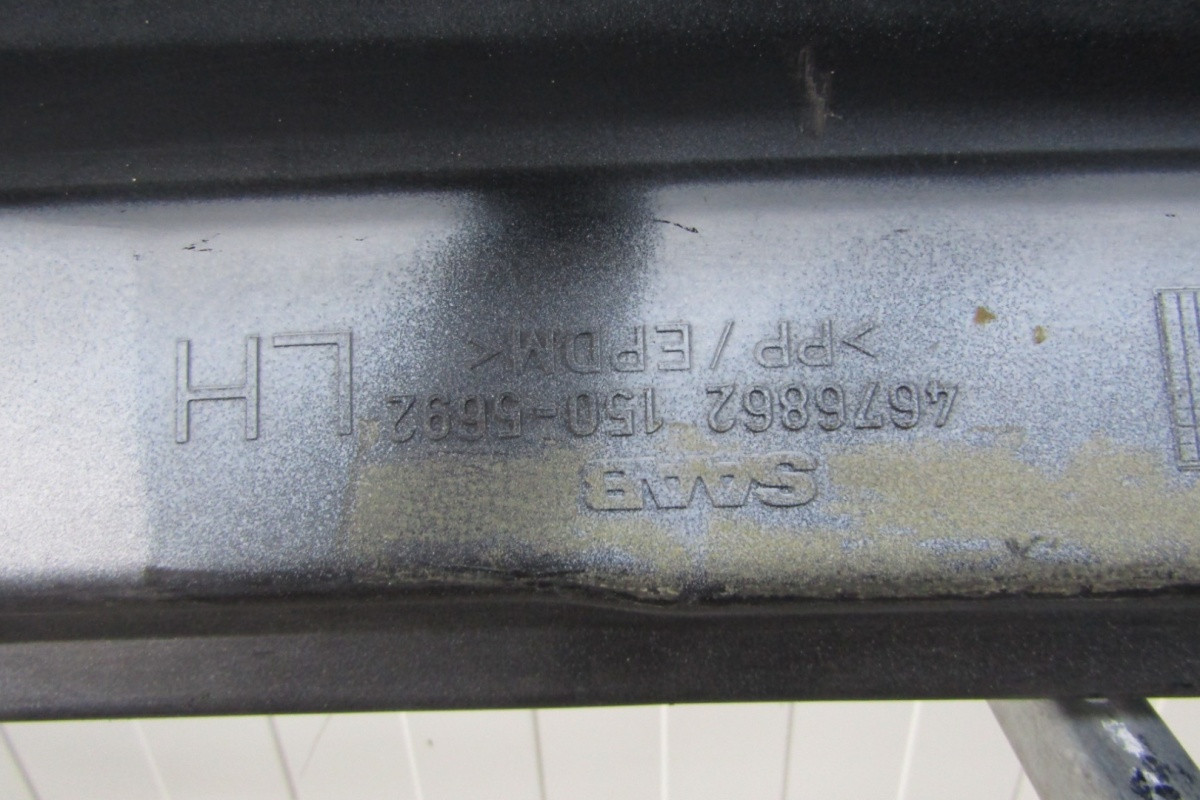 SAAB
4676862 150-5692
>PP / EPDM<
LH